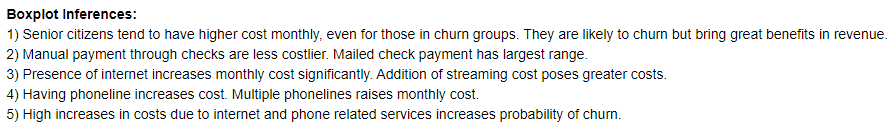 Boxplot Inferences:
1) Senior citizens tend to have higher cost monthly, even for those in churn groups. They are likely to churn but bring great benefits in revenue.
2) Manual payment through checks are less costlier. Mailed check payment has largest range.
3) Presence of internet increases monthly cost significantly. Addition of streaming cost poses greater costs.
4) Having phoneline increases cost. Multiple phonelines raises monthly cost.
5) High increases in costs due to internet and phone related services increases probability of churn.